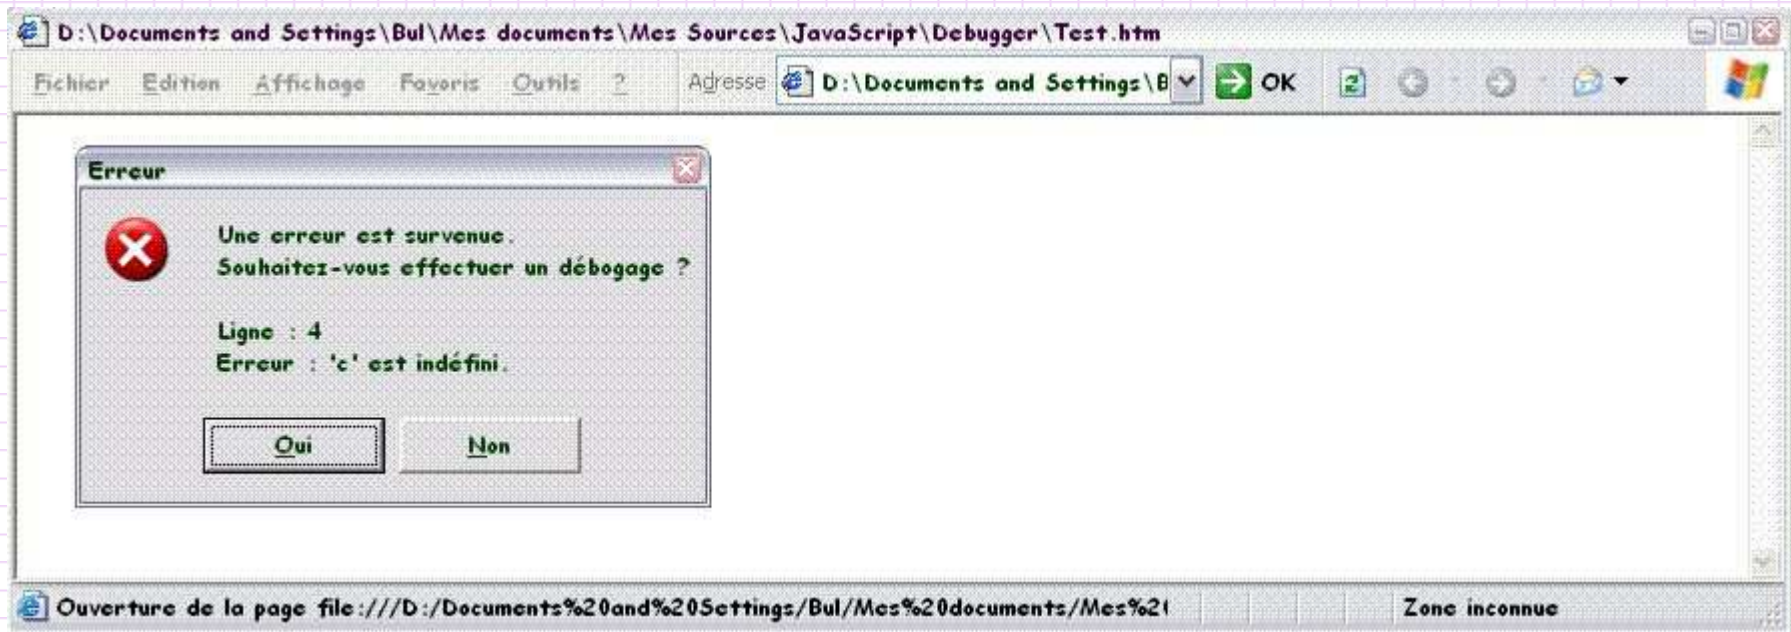 D:\Documents and Settings\Bul\Mes documents\Mes Sources\JavaScript\Debugger\Test.htm
Fichier Edition Affichage Favoris Outils ? Adresse D:\Documents and Settings\B OK
Erreur
Une erreur est survenue.
Souhaitez-vous effectuer un débogage ?
Ligne : 4
Erreur : 'c' est indéfini.
Oui Non
Ouverture de la page file:///D:/Documents%20and%20Settings/Bul/Mes%20documents/Mes%2( Zone inconnue